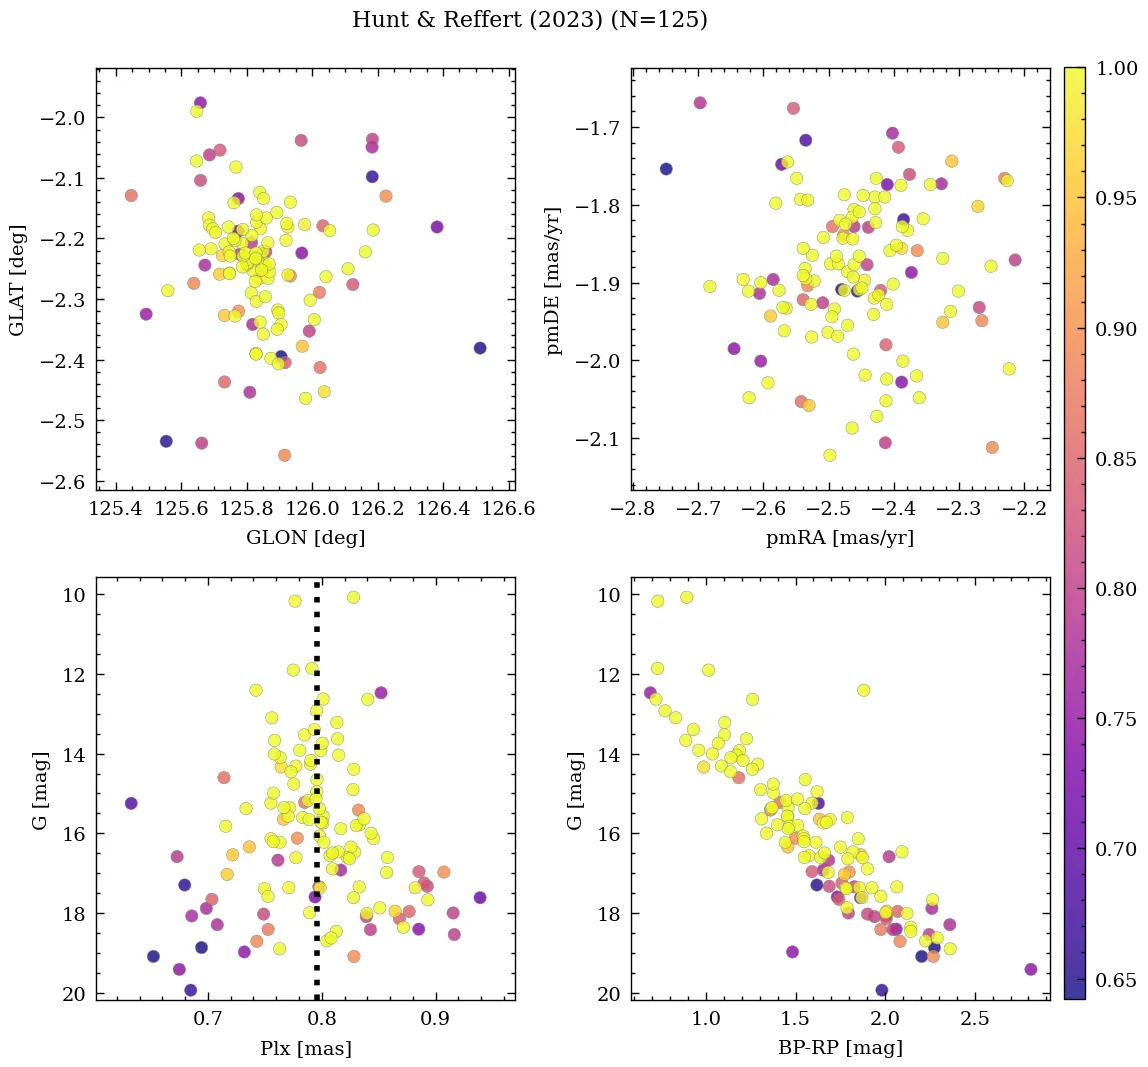 Hunt & Reffert (2023) (N=125)
−2.0
−2.1
−2.2
−2.3
−2.4
−2.5
−2.6
GLAT [deg]
125.4 125.6 125.8 126.0 126.2 126.4 126.6
GLON [deg]
−1.7
−1.8
−1.9
−2.0
−2.1
pmDE [mas/yr]
−2.8 −2.7 −2.6 −2.5 −2.4 −2.3 −2.2
pmRA [mas/yr]
10
12
14
16
18
20
G [mag]
0.7 0.8 0.9
Plx [mas]
10
12
14
16
18
20
G [mag]
1.0 1.5 2.0 2.5
BP-RP [mag]
1.00
0.95
0.90
0.85
0.80
0.75
0.70
0.65